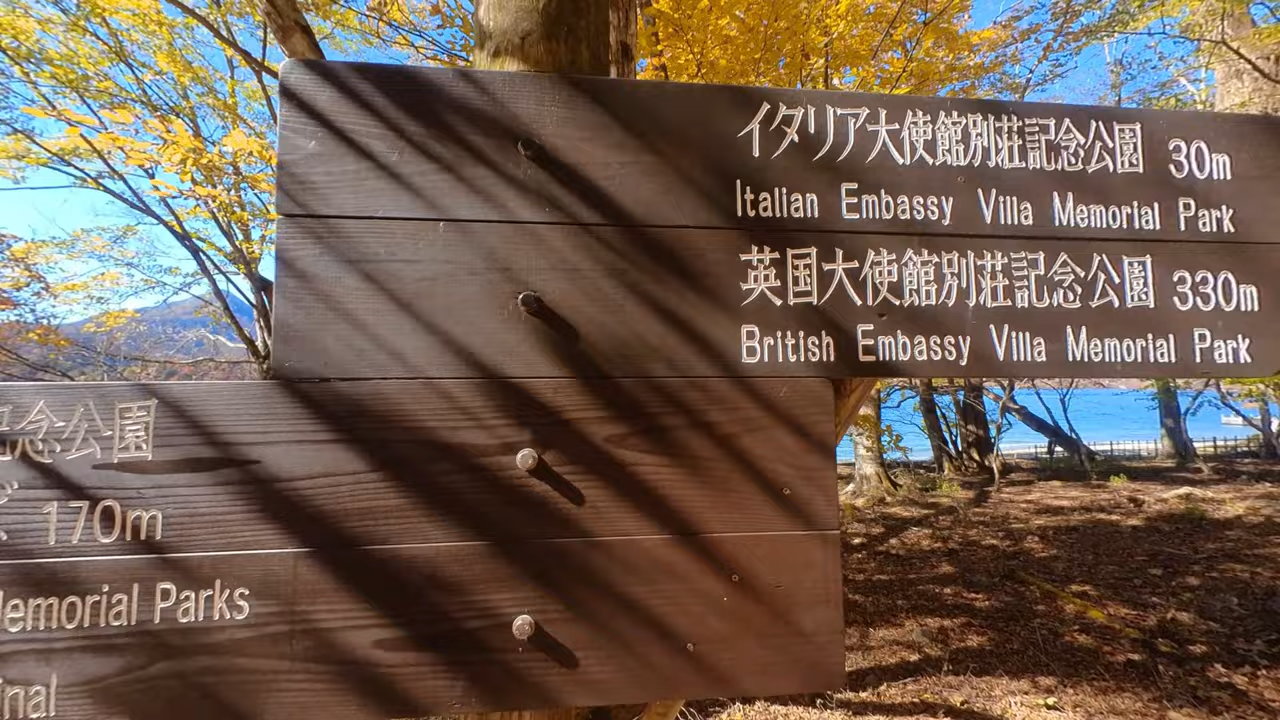 イタリア大使館別荘記念公園 30m
Italian Embassy Villa Memorial Park
英国大使館別荘記念公園 330m
British Embassy Villa Memorial Park
記念公園
170m
Memorial Parks